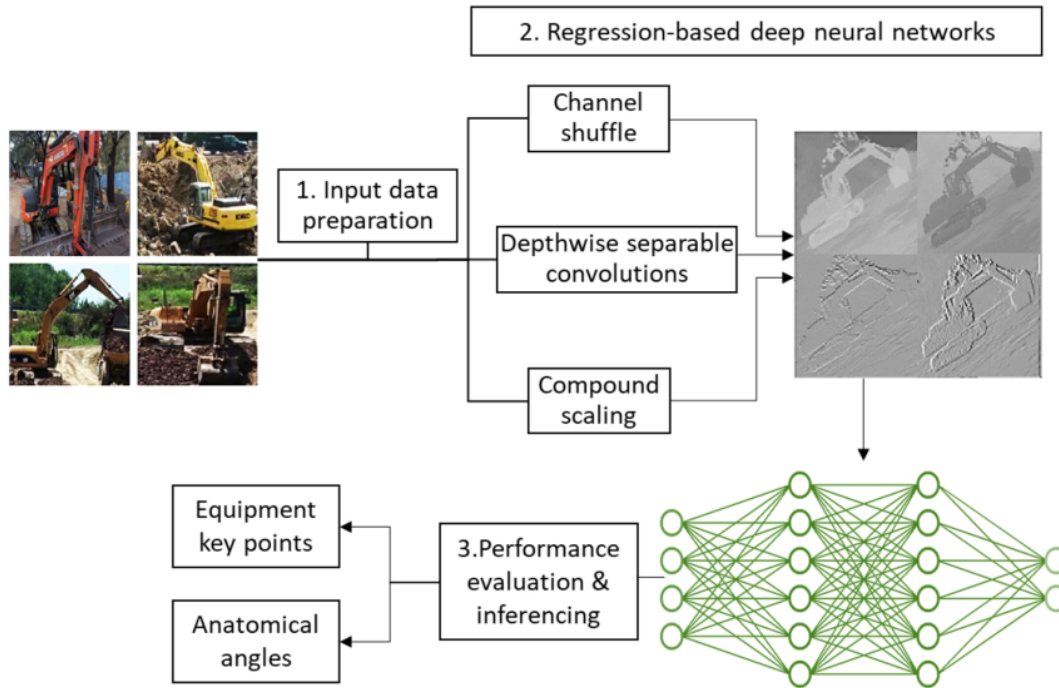 2. Regression-based deep neural networks
Channel
shuffle
1. Input data
preparation
Depthwise separable
convolutions
Compound
scaling
Equipment
key points
3.Performance
evaluation &
inferencing
Anatomical
angles